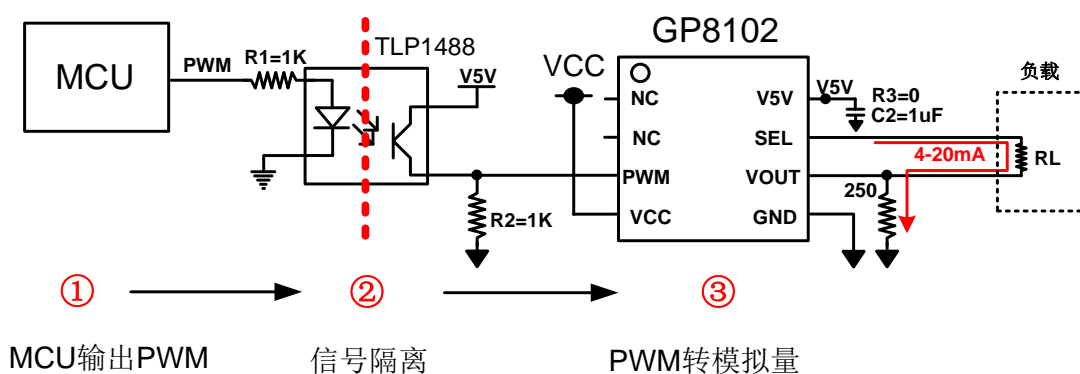 GP8102
TLP1488
MCU
PWM
R1=1K
V5V
VCC
NC
V5V
V5V
R3=0
C2=1uF
负载
NC
SEL
4-20mA
RL
PWM
VOUT
250
R2=1K
VCC
GND
①
②
③
MCU输出PWM
信号隔离
PWM转模拟量